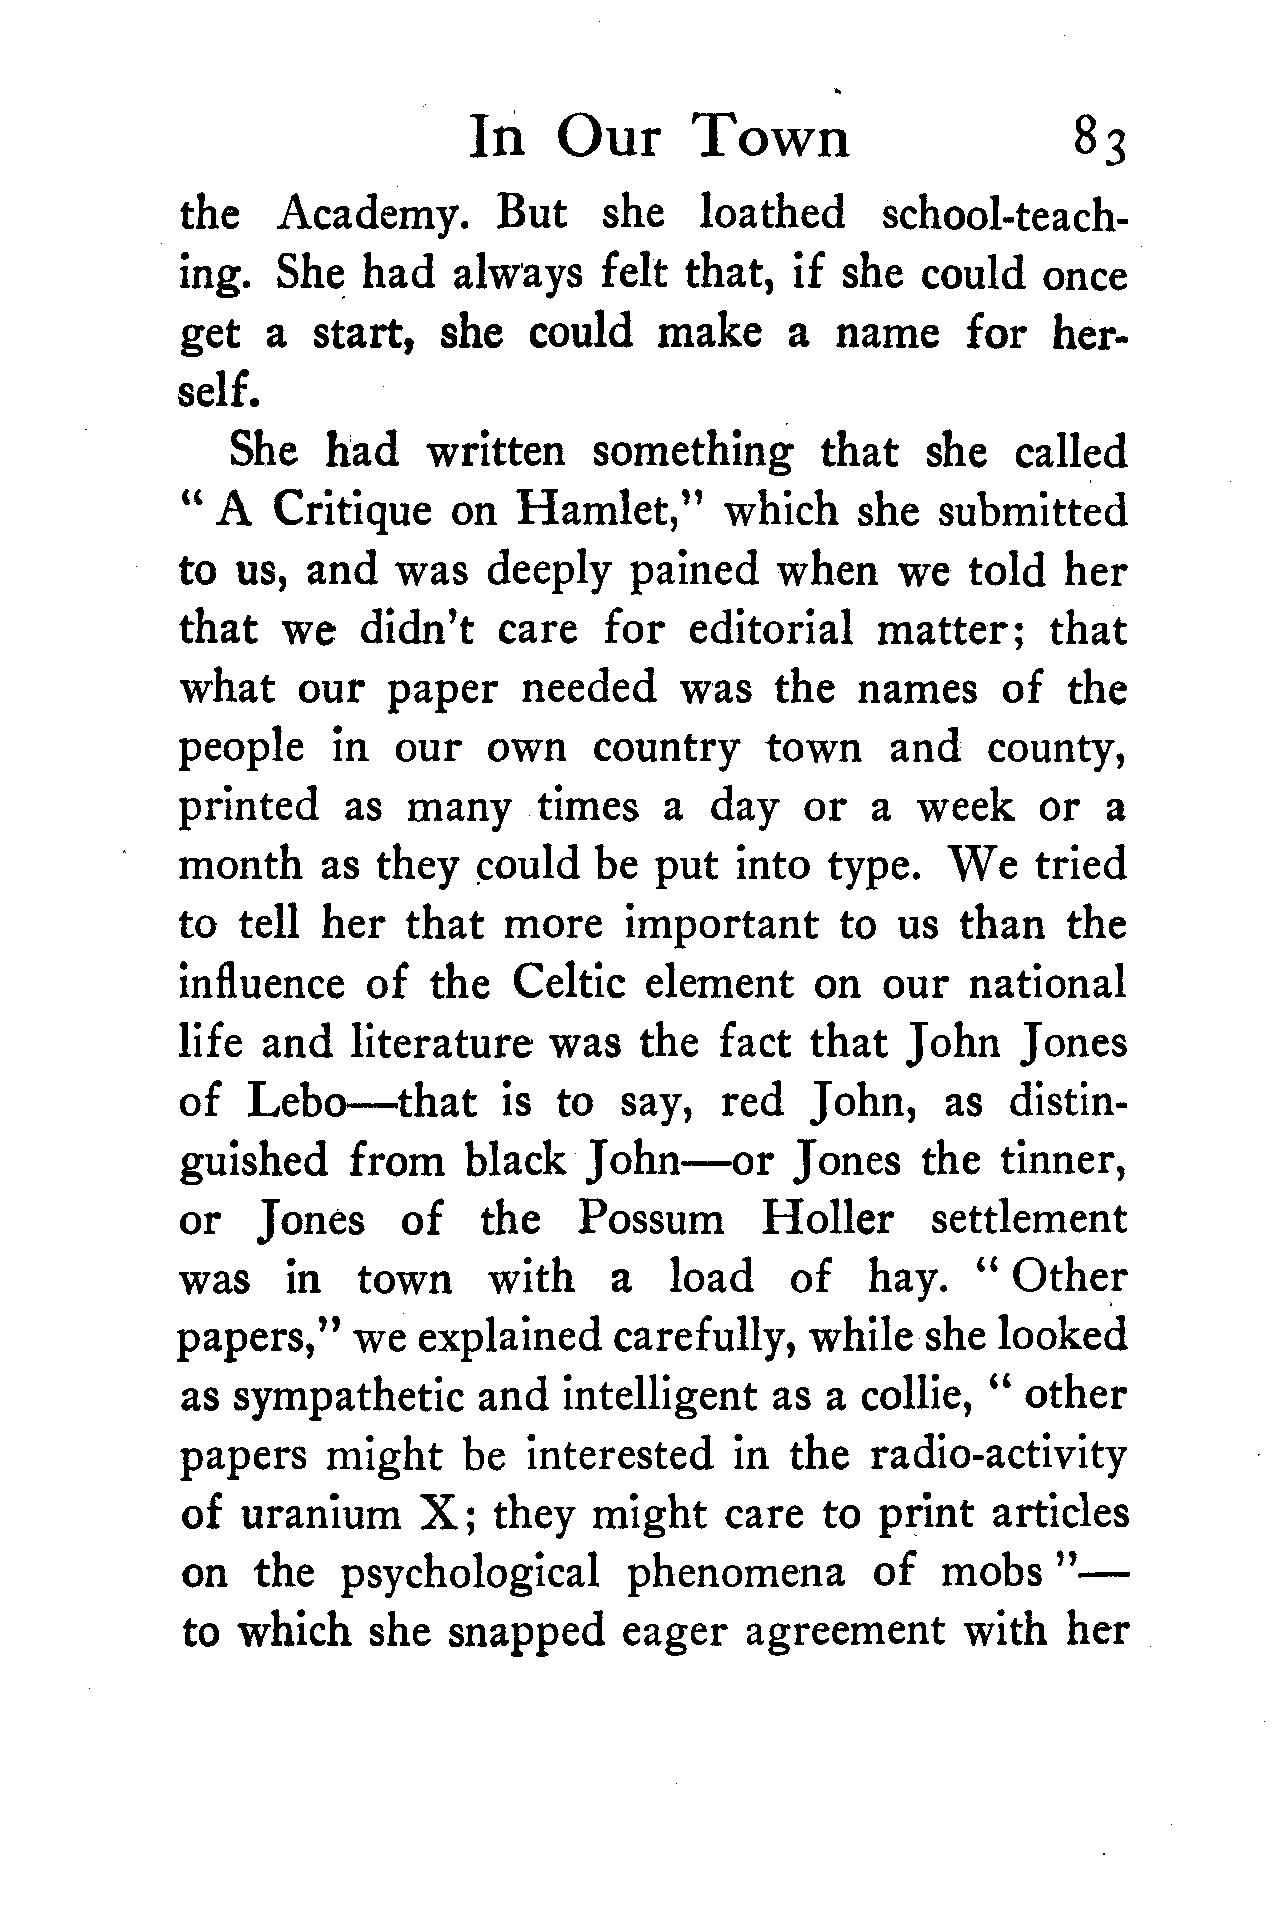 In Our Town 83
the Academy. But she loathed school-teach-
ing. She had always felt that, if she could once
get a start, she could make a name for her-
self.
She had written something that she called
" A Critique on Hamlet," which she submitted
to us, and was deeply pained when we told her
that we didn't care for editorial matter; that
what our paper needed was the names of the
people in our own country town and county,
printed as many times a day or a week or a
month as they could be put into type. We tried
to tell her that more important to us than the
influence of the Celtic element on our national
life and literature was the fact that John Jones
of Lebo—that is to say, red John, as distin-
guished from black John—or Jones the tinner,
or Jones of the Possum Holler settlement
was in town with a load of hay. " Other
papers," we explained carefully, while she looked
as sympathetic and intelligent as a collie, " other
papers might be interested in the radio-activity
of uranium X; they might care to print articles
on the psychological phenomena of mobs "—
to which she snapped eager agreement with her